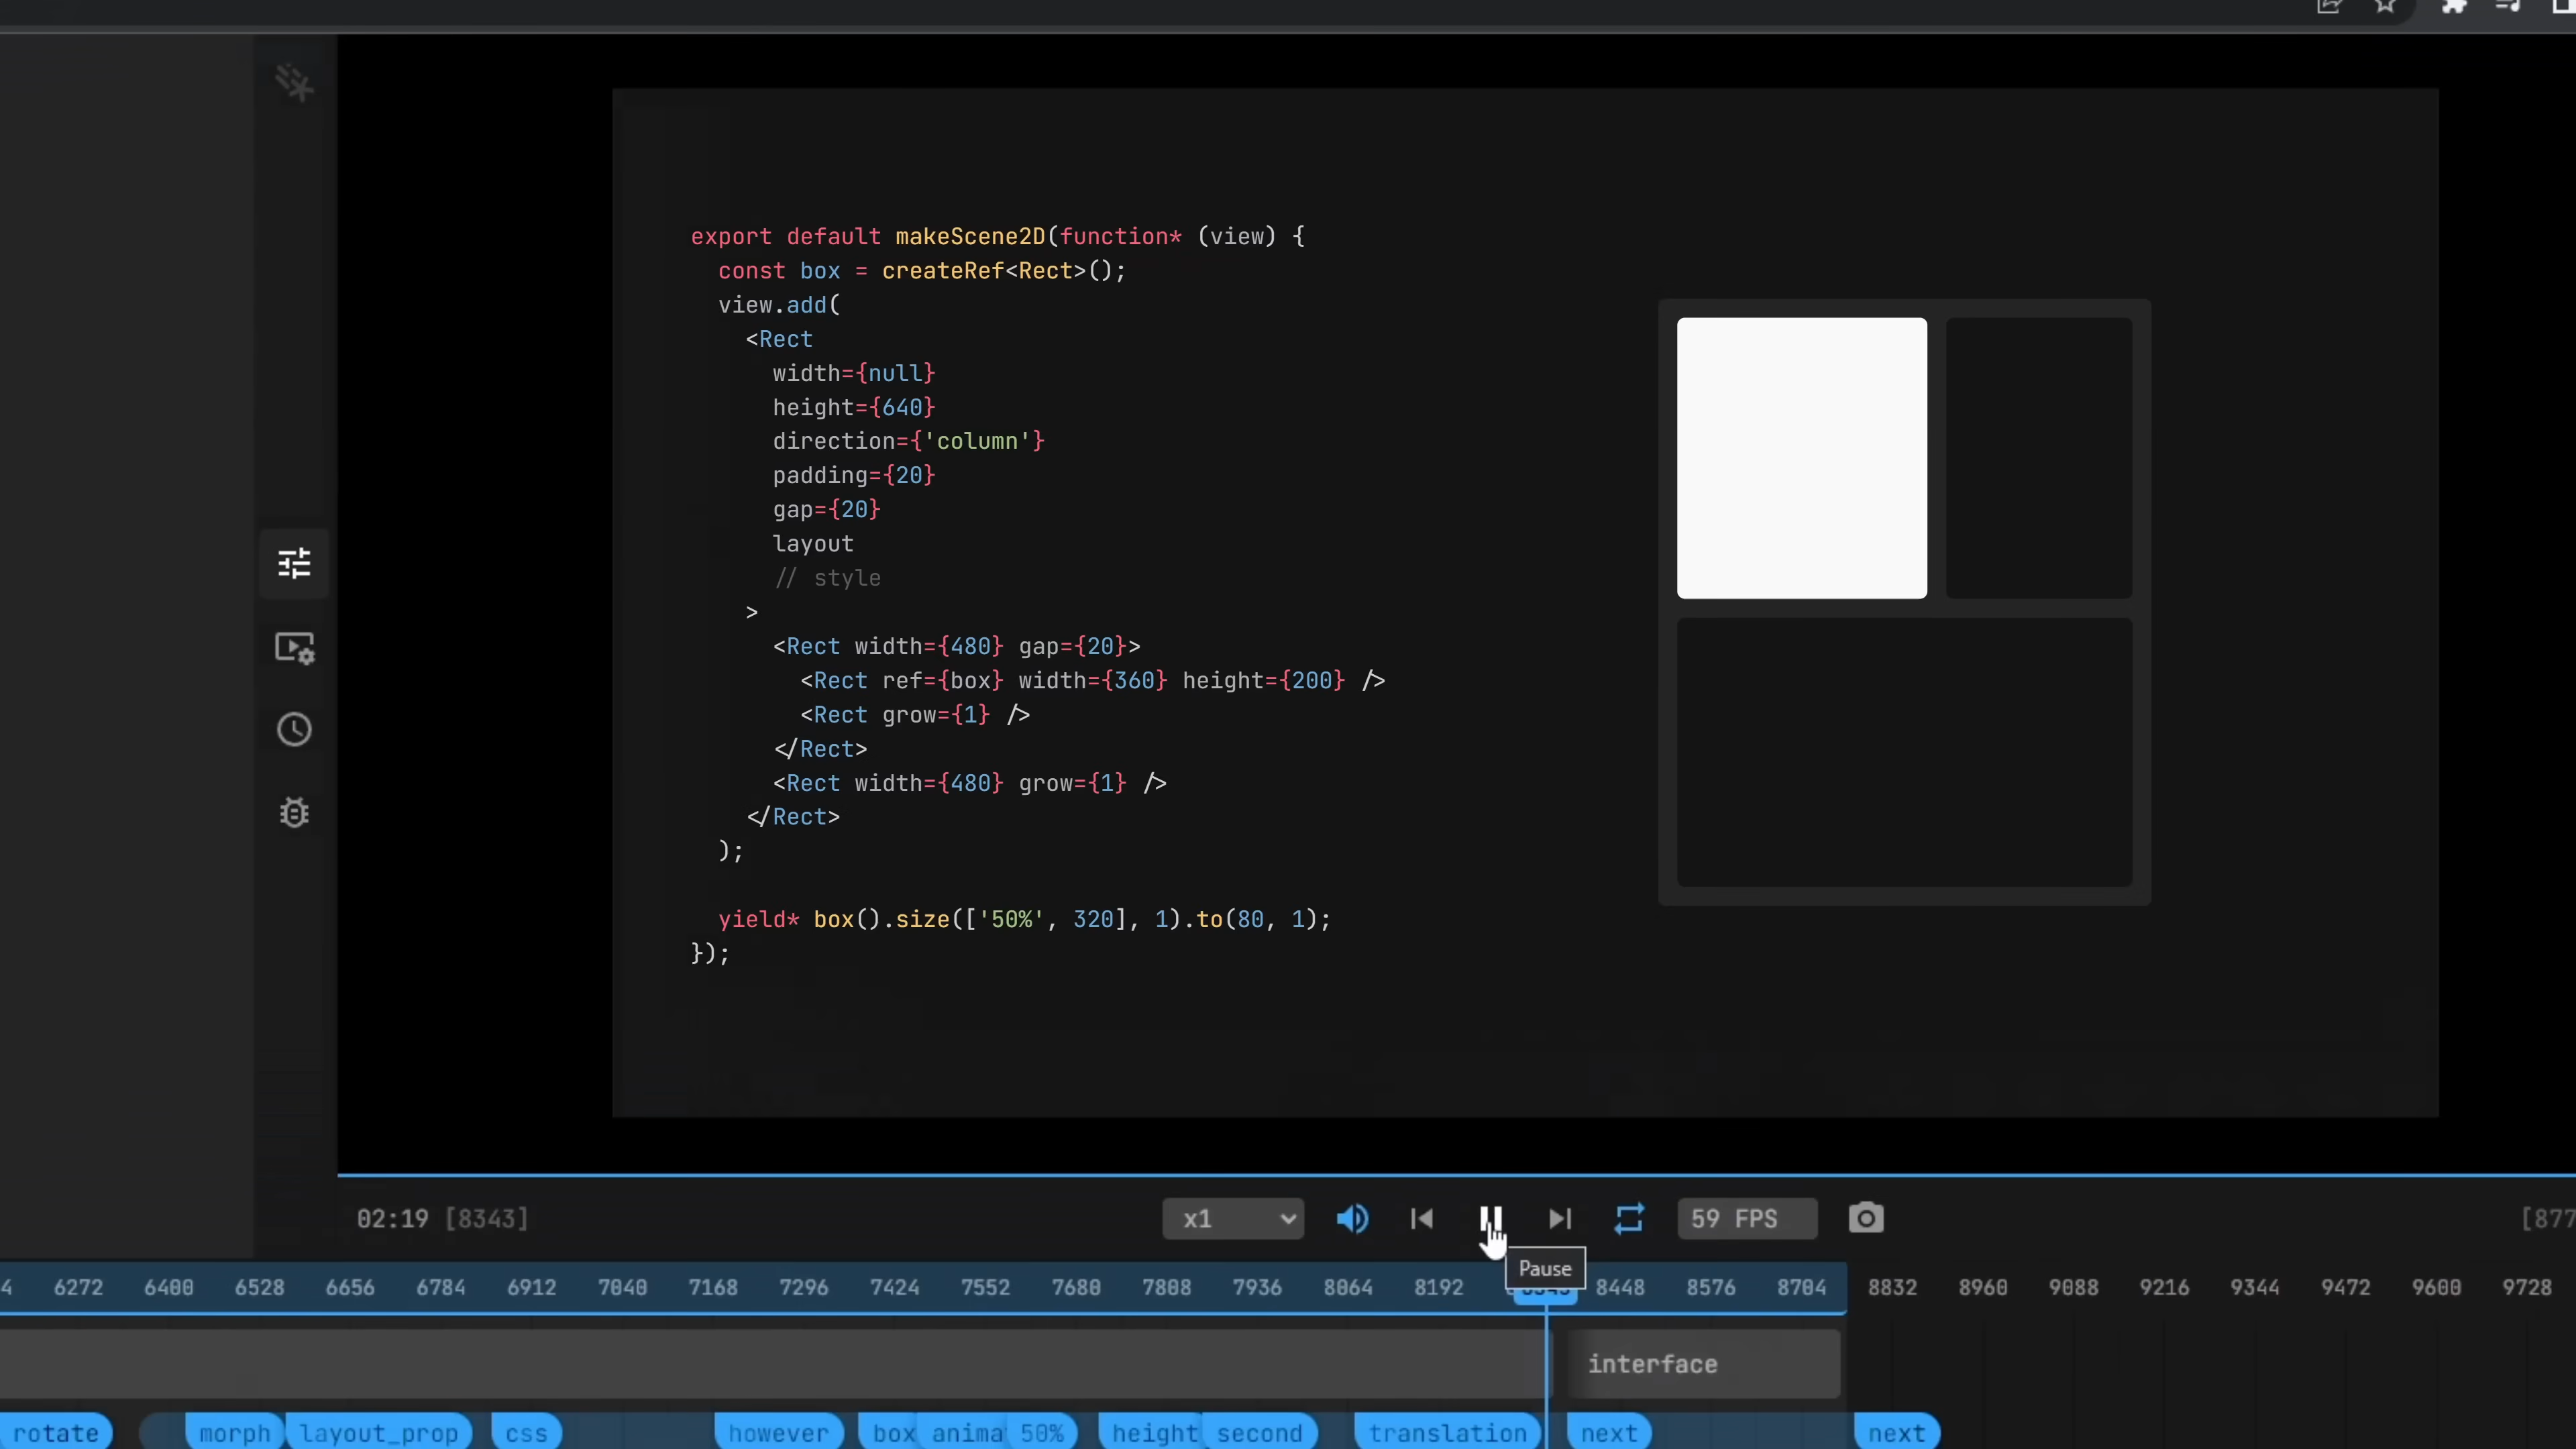 export default makeScene2D(function* (view) {
const box = createRef<Rect>();
view.add(
<Rect
width={null}
height={640}
direction={'column'}
padding={20}
gap={20}
layout
// style
>
<Rect width={480} gap={20}>
<Rect ref={box} width={360} height={200} />
<Rect grow={1} />
</Rect>
<Rect width={480} grow={1} />
</Rect>
);
yield* box().size(['50%', 320], 1).to(80, 1);
});
02:19 [8343] x1 59 FPS [877
Pause
4 6272 6400 6528 6656 6784 6912 7040 7168 7296 7424 7552 7680 7808 7936 8064 8192 8448 8576 8704 8832 8960 9088 9216 9344 9472 9600 9728
interface
rotate morph layout_prop css however box anima 50% height second translation next next